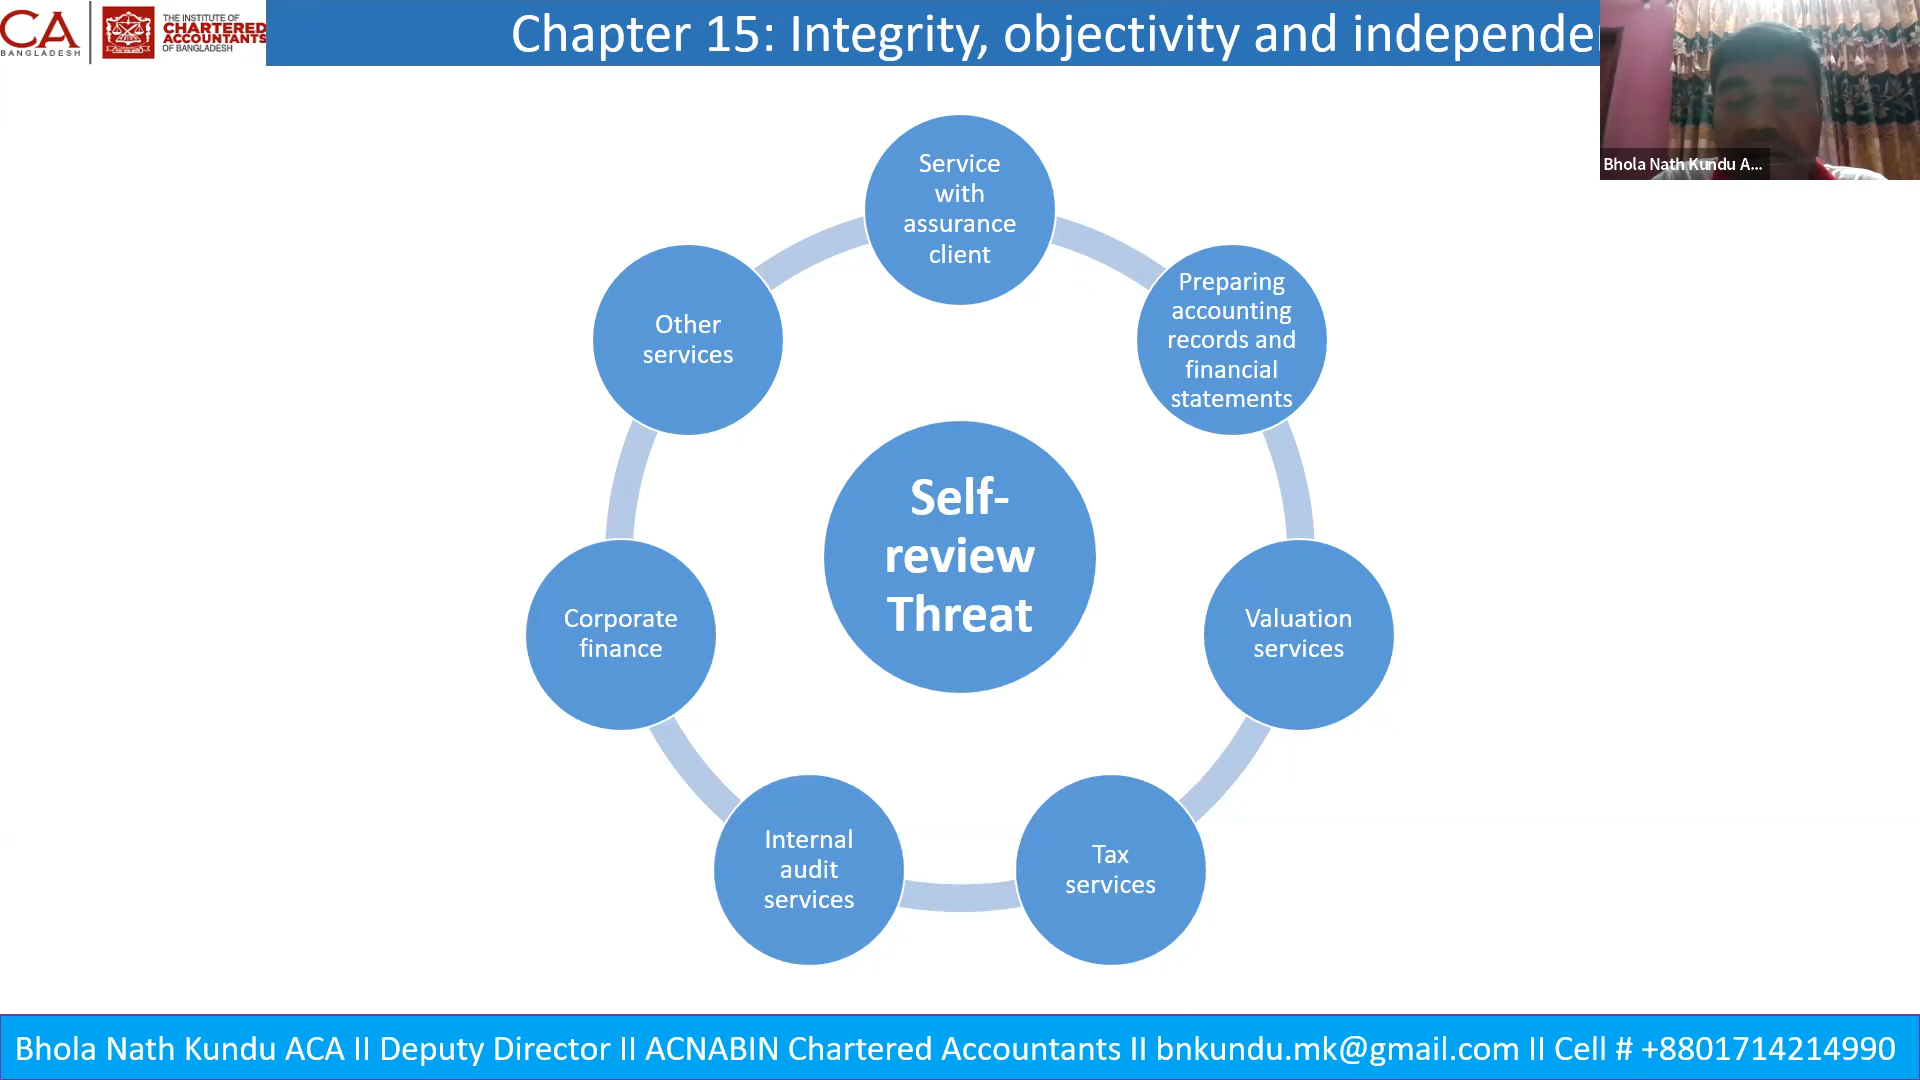 CA
BANGLADESH
THE INSTITUTE OF
CHARTERED
ACCOUNTANTS
OF BANGLADESH
Chapter 15: Integrity, objectivity and independe
Bhola Nath Kundu A...
Service
with
assurance
client
Preparing
accounting
records and
financial
statements
Valuation
services
Tax
services
Internal
audit
services
Corporate
finance
Other
services
Self-
review
Threat
Bhola Nath Kundu ACA II Deputy Director II ACNABIN Chartered Accountants II bnkundu.mk@gmail.com II Cell # +8801714214990